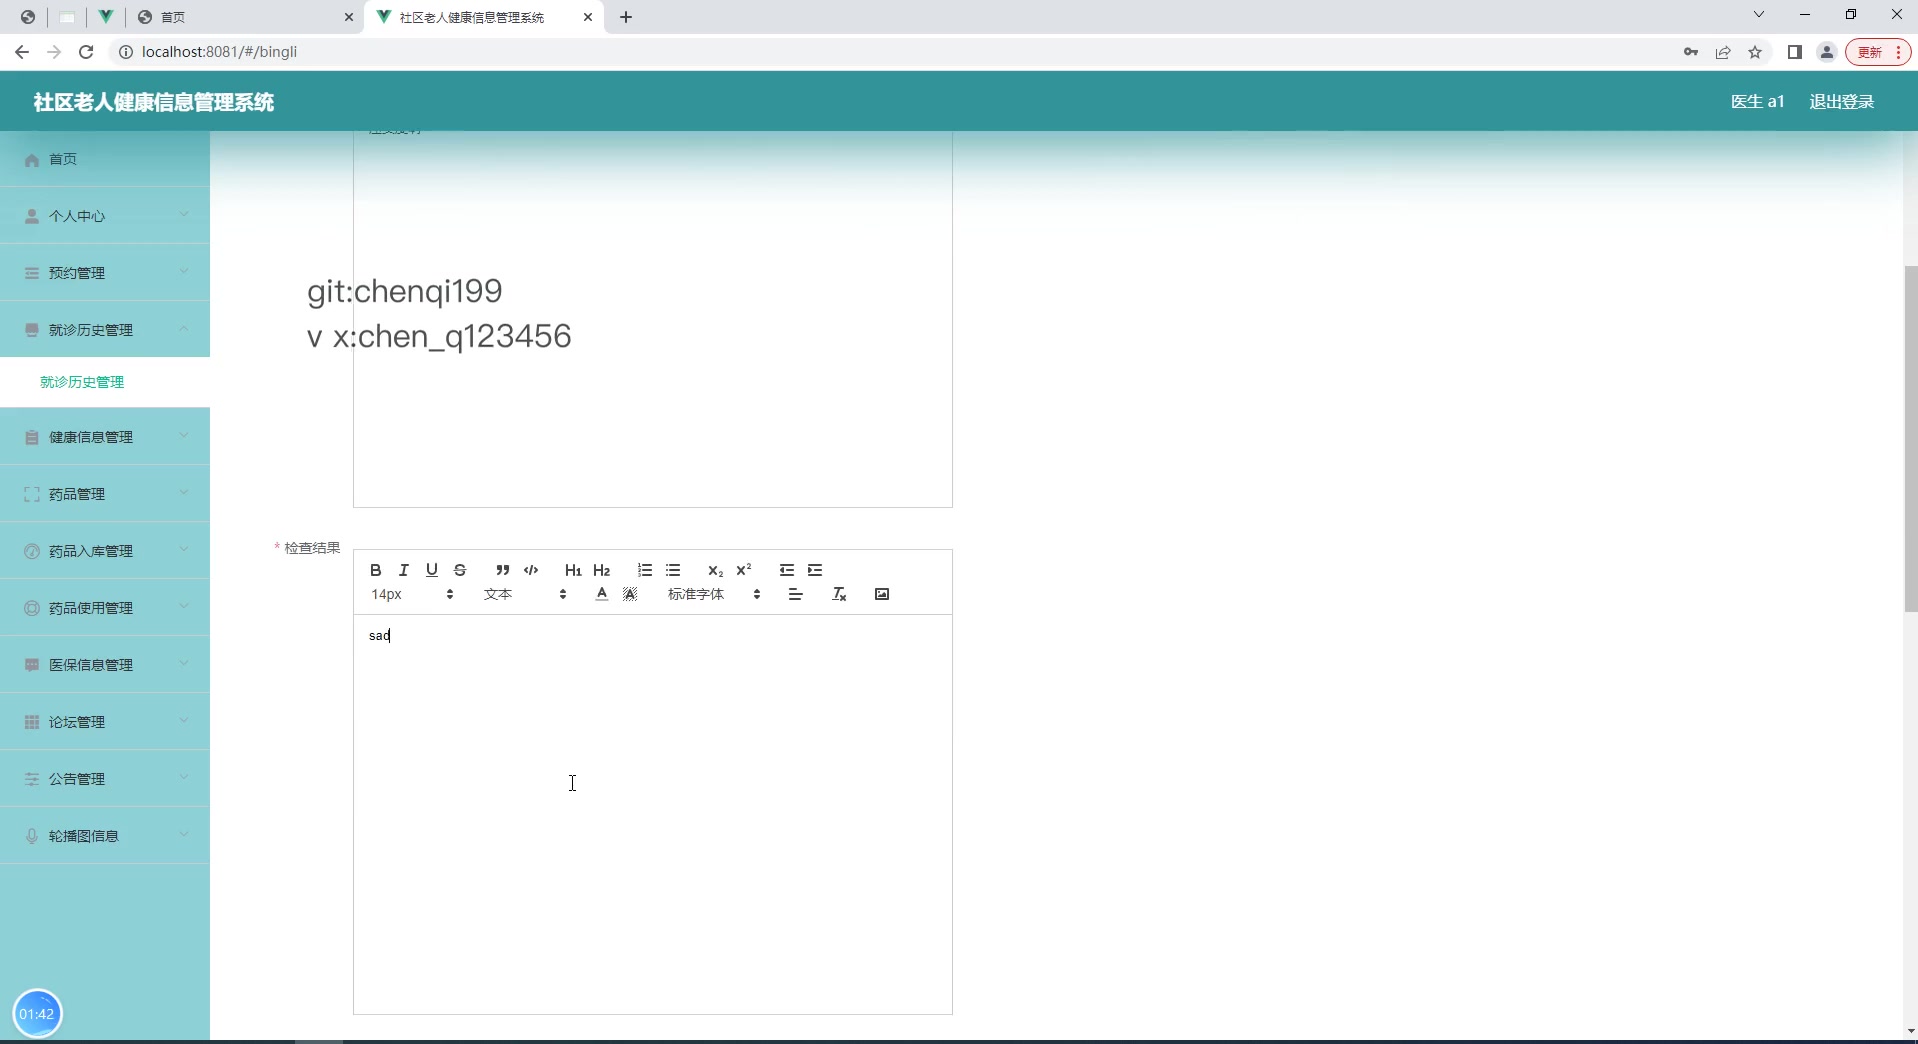 首页
社区老人健康信息管理系统
localhost:8081/#/bingli
更新
社区老人健康信息管理系统
医生 a1
退出登录
首页
个人中心
预约管理
就诊历史管理
就诊历史管理
健康信息管理
药品管理
药品入库管理
药品使用管理
医保信息管理
论坛管理
公告管理
轮播图信息
01:42
git:chenqi199
v x:chen_q123456
* 检查结果
B I U S H1 H2 X2 X2
14px 文本 A A 标准字体 Tx
sad